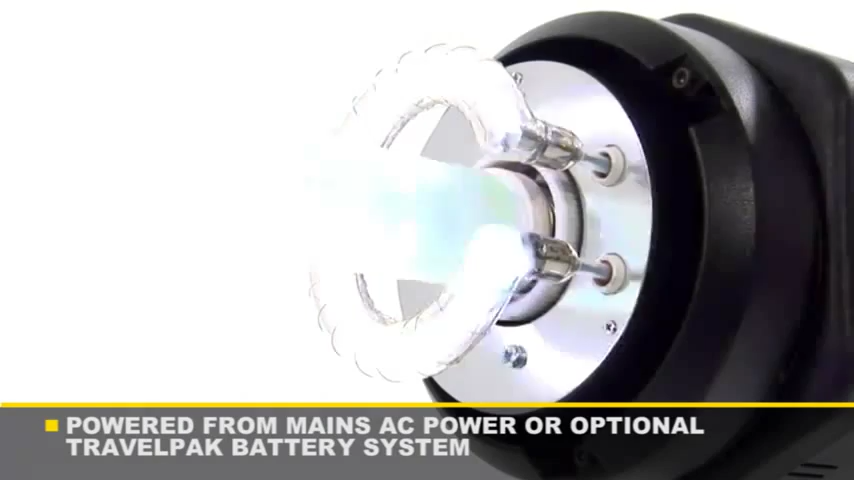 POWERED FROM MAINS AC POWER OR OPTIONAL
TRAVELPAK BATTERY SYSTEM